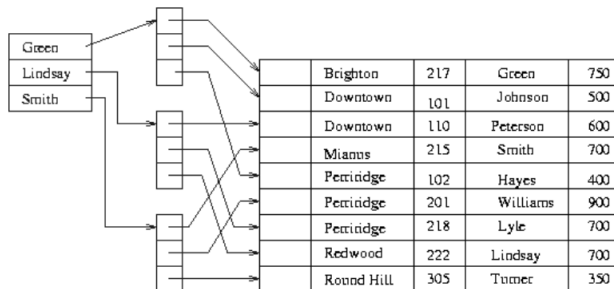 Green
Lindsay
Smith
Brighton 217 Green 750
Downtown 101 Johnson 500
Downtown 110 Peterson 600
Mianus 215 Smith 700
Perriridge 102 Hayes 400
Perriridge 201 Williams 900
Perriridge 218 Lyle 700
Redwood 222 Lindsay 700
Round Hill 305 Turner 350